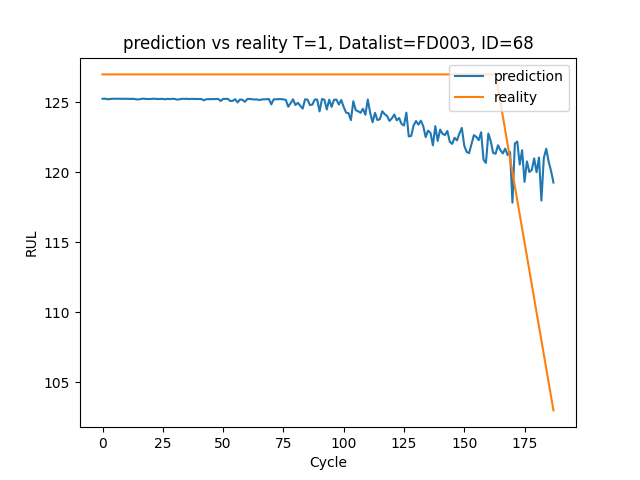 prediction vs reality T=1, Datalist=FD003, ID=68
prediction
reality
RUL
125
120
115
110
105
0 25 50 75 100 125 150 175
Cycle